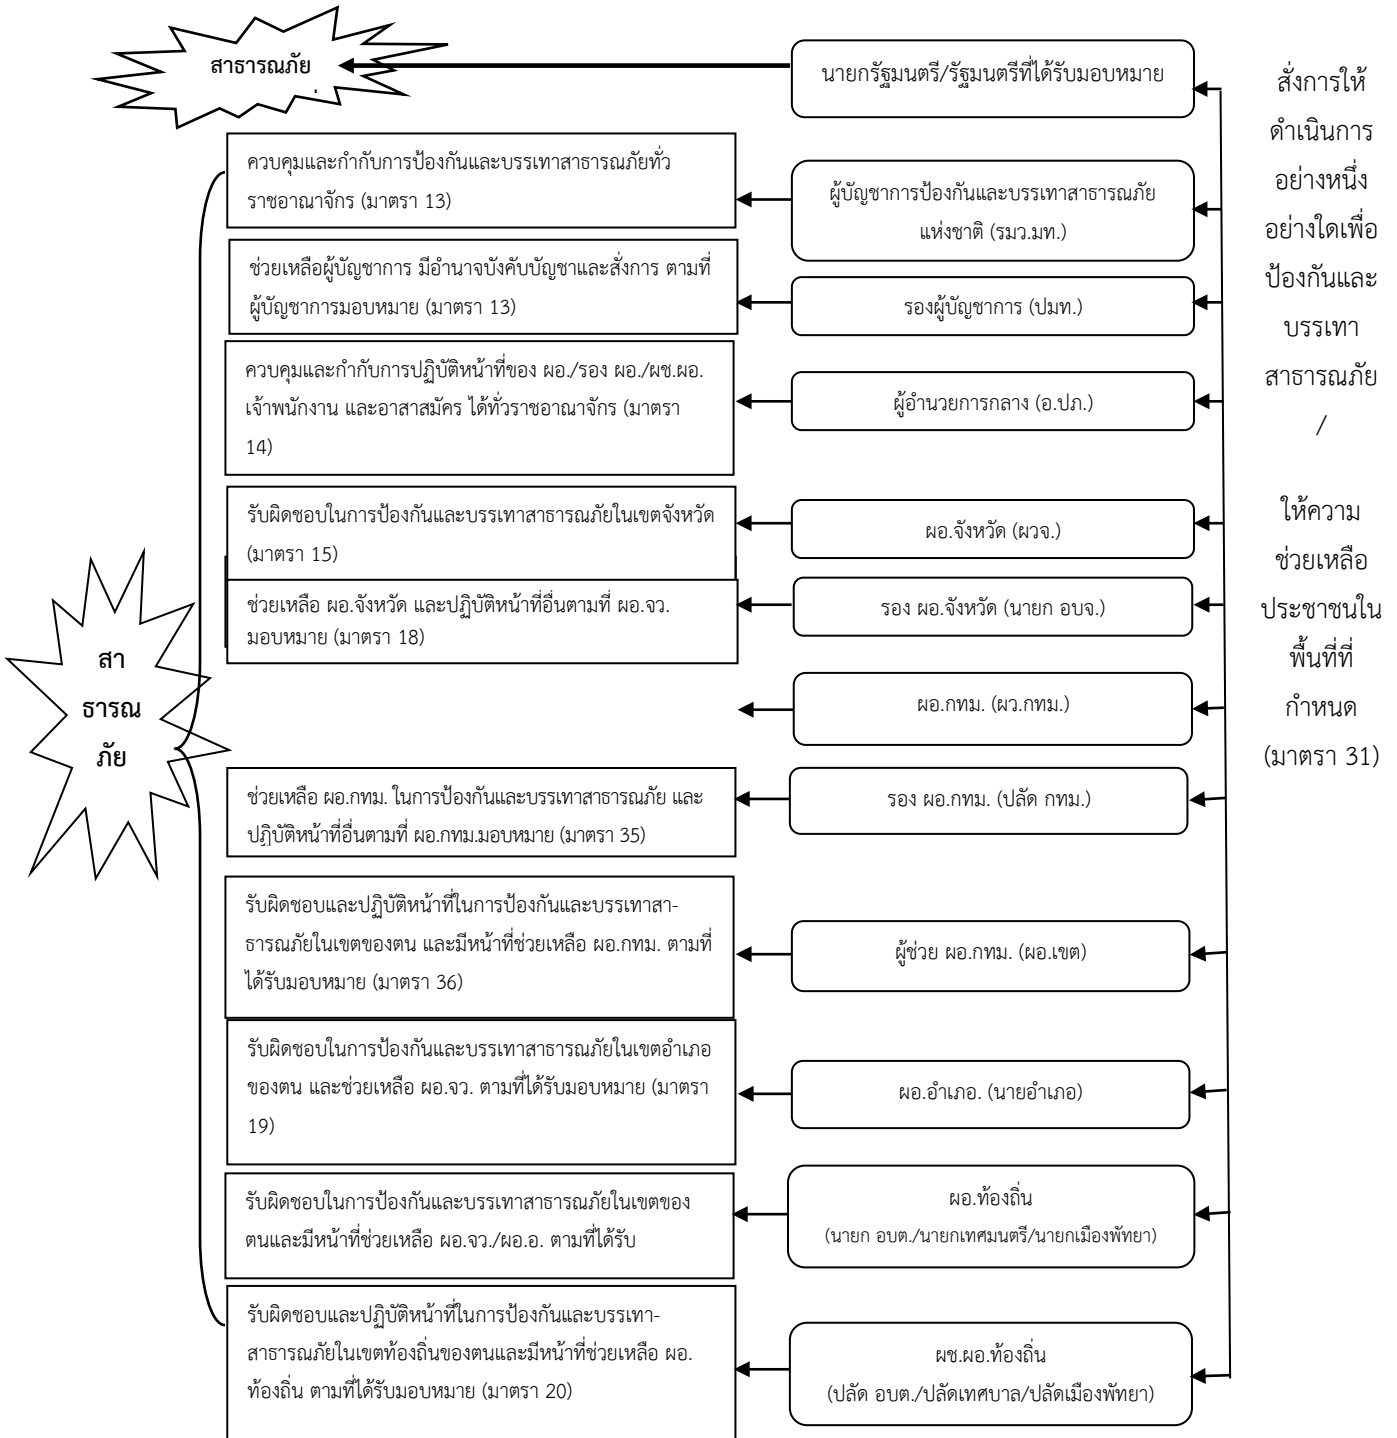 สาธารณภัย
นายกรัฐมนตรี/รัฐมนตรีที่ได้รับมอบหมาย
สั่งการให้
ดำเนินการ
อย่างหนึ่ง
อย่างใดเพื่อ
ป้องกันและ
บรรเทา
สาธารณภัย
/
ให้ความ
ช่วยเหลือ
ประชาชนใน
พื้นที่ที่
กำหนด
(มาตรา 31)
ควบคุมและกำกับการป้องกันและบรรเทาสาธารณภัยทั่ว
ราชอาณาจักร (มาตรา 13)
ผู้บัญชาการป้องกันและบรรเทาสาธารณภัย
แห่งชาติ (รมว.มท.)
ช่วยเหลือผู้บัญชาการ มีอำนาจบังคับบัญชาและสั่งการ ตามที่
ผู้บัญชาการมอบหมาย (มาตรา 13)
รองผู้บัญชาการ (ปมท.)
ควบคุมและกำกับการปฏิบัติหน้าที่ของ ผอ./รอง ผอ./ผช.ผอ.
เจ้าพนักงาน และอาสาสมัคร ได้ทั่วราชอาณาจักร (มาตรา
14)
ผู้อำนวยการกลาง (อ.ปภ.)
รับผิดชอบในการป้องกันและบรรเทาสาธารณภัยในเขตจังหวัด
(มาตรา 15)
ผอ.จังหวัด (ผวจ.)
ช่วยเหลือ ผอ.จังหวัด และปฏิบัติหน้าที่อื่นตามที่ ผอ.จว.
มอบหมาย (มาตรา 18)
รอง ผอ.จังหวัด (นายก อบจ.)
สา
ธารณ
ภัย
ผอ.กทม. (ผว.กทม.)
ช่วยเหลือ ผอ.กทม. ในการป้องกันและบรรเทาสาธารณภัย และ
ปฏิบัติหน้าที่อื่นตามที่ ผอ.กทม.มอบหมาย (มาตรา 35)
รอง ผอ.กทม. (ปลัด กทม.)
รับผิดชอบและปฏิบัติหน้าที่ในการป้องกันและบรรเทาสา-
ธารณภัยในเขตของตน และมีหน้าที่ช่วยเหลือ ผอ.กทม. ตามที่
ได้รับมอบหมาย (มาตรา 36)
ผู้ช่วย ผอ.กทม. (ผอ.เขต)
รับผิดชอบในการป้องกันและบรรเทาสาธารณภัยในเขตอำเภอ
ของตน และช่วยเหลือ ผอ.จว. ตามที่ได้รับมอบหมาย (มาตรา
19)
ผอ.อำเภอ. (นายอำเภอ)
รับผิดชอบในการป้องกันและบรรเทาสาธารณภัยในเขตของ
ตนและมีหน้าที่ช่วยเหลือ ผอ.จว./ผอ.อ. ตามที่ได้รับ
ผอ.ท้องถิ่น
(นายก อบต./นายกเทศมนตรี/นายกเมืองพัทยา)
รับผิดชอบและปฏิบัติหน้าที่ในการป้องกันและบรรเทา-
สาธารณภัยในเขตท้องถิ่นของตนและมีหน้าที่ช่วยเหลือ ผอ.
ท้องถิ่น ตามที่ได้รับมอบหมาย (มาตรา 20)
ผช.ผอ.ท้องถิ่น
(ปลัด อบต./ปลัดเทศบาล/ปลัดเมืองพัทยา)